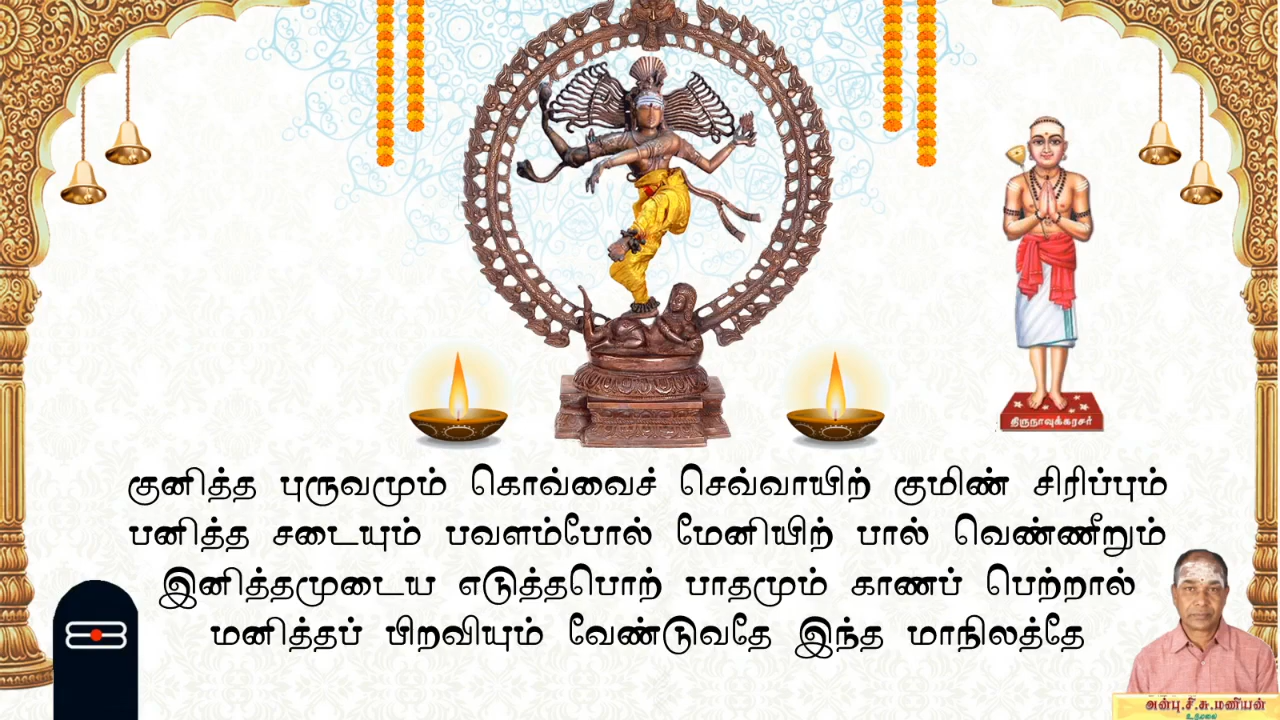 திருநாவுக்கரசர்
குனித்த புருவமும் கொவ்வைச் செவ்வாயிற் குமிண் சிரிப்பும்
பனித்த சடையும் பவளம்போல் மேனியிற் பால் வெண்ணீறும்
இனித்தமுடைய எடுத்தபொற் பாதமும் காணப் பெற்றால்
மனித்தப் பிறவியும் வேண்டுவதே இந்த மாநிலத்தே
அன்பு.சி.சு.மணியன்